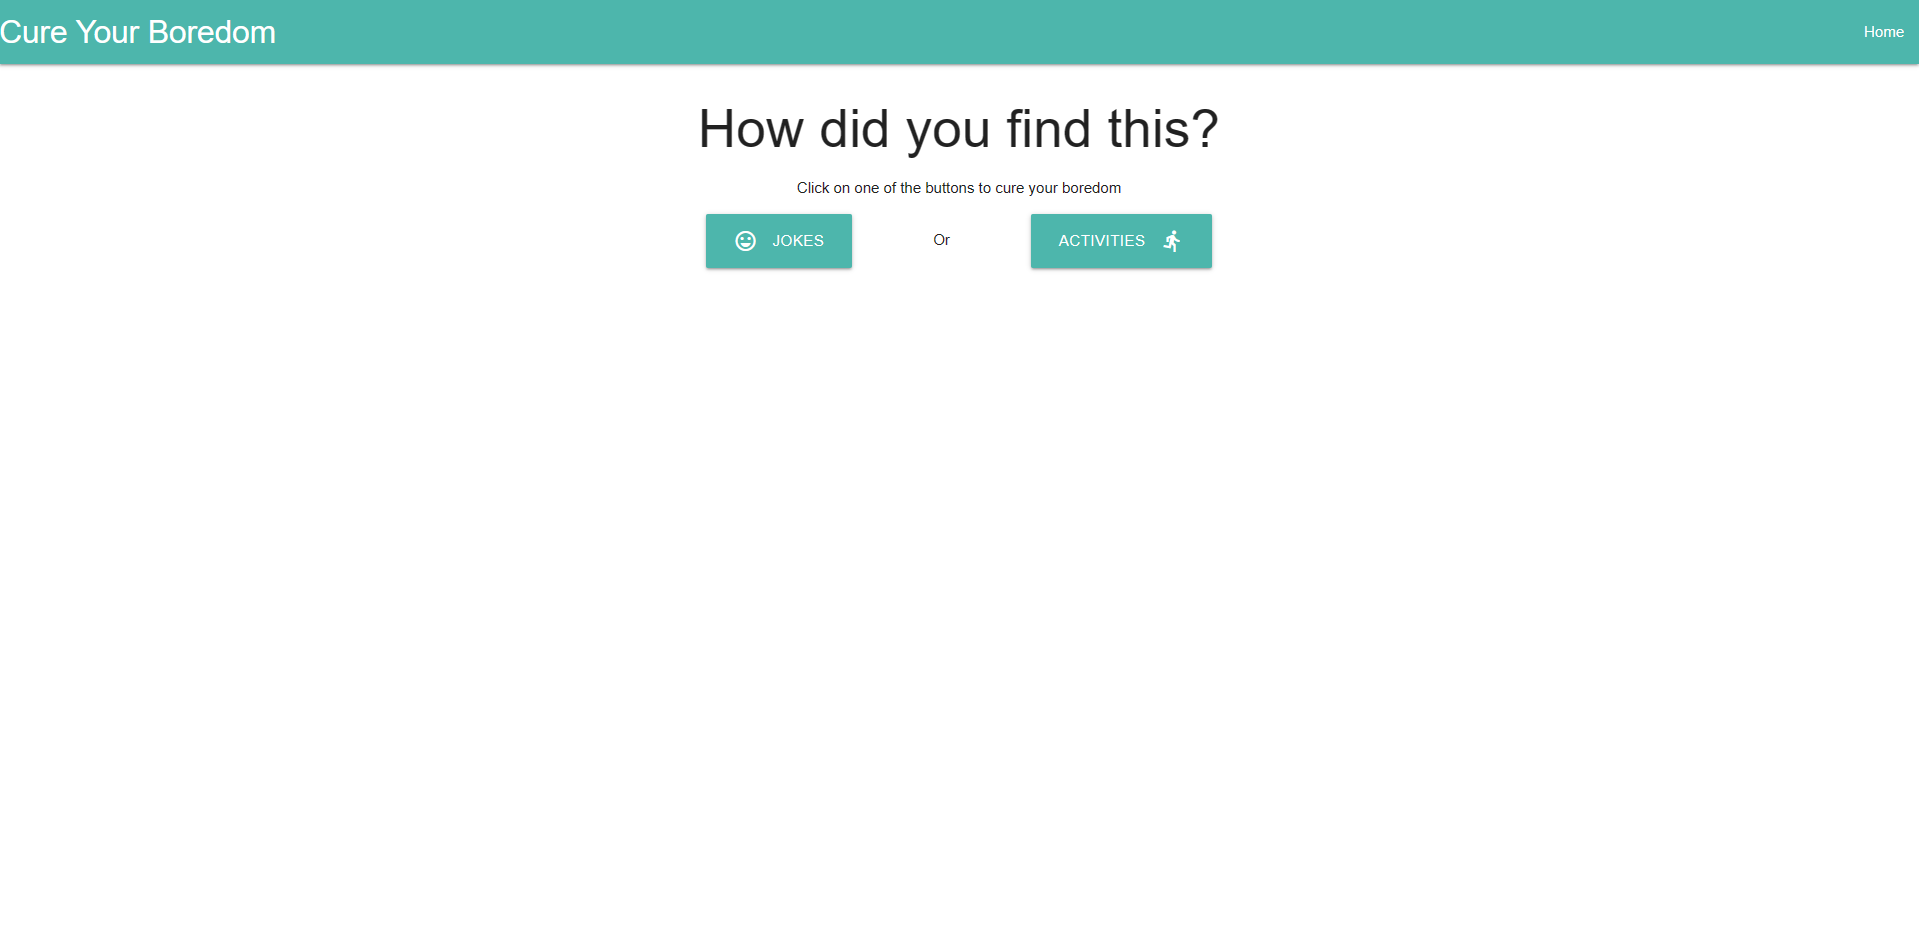 Cure Your Boredom
Home
How did you find this?
Click on one of the buttons to cure your boredom
JOKES
Or
ACTIVITIES